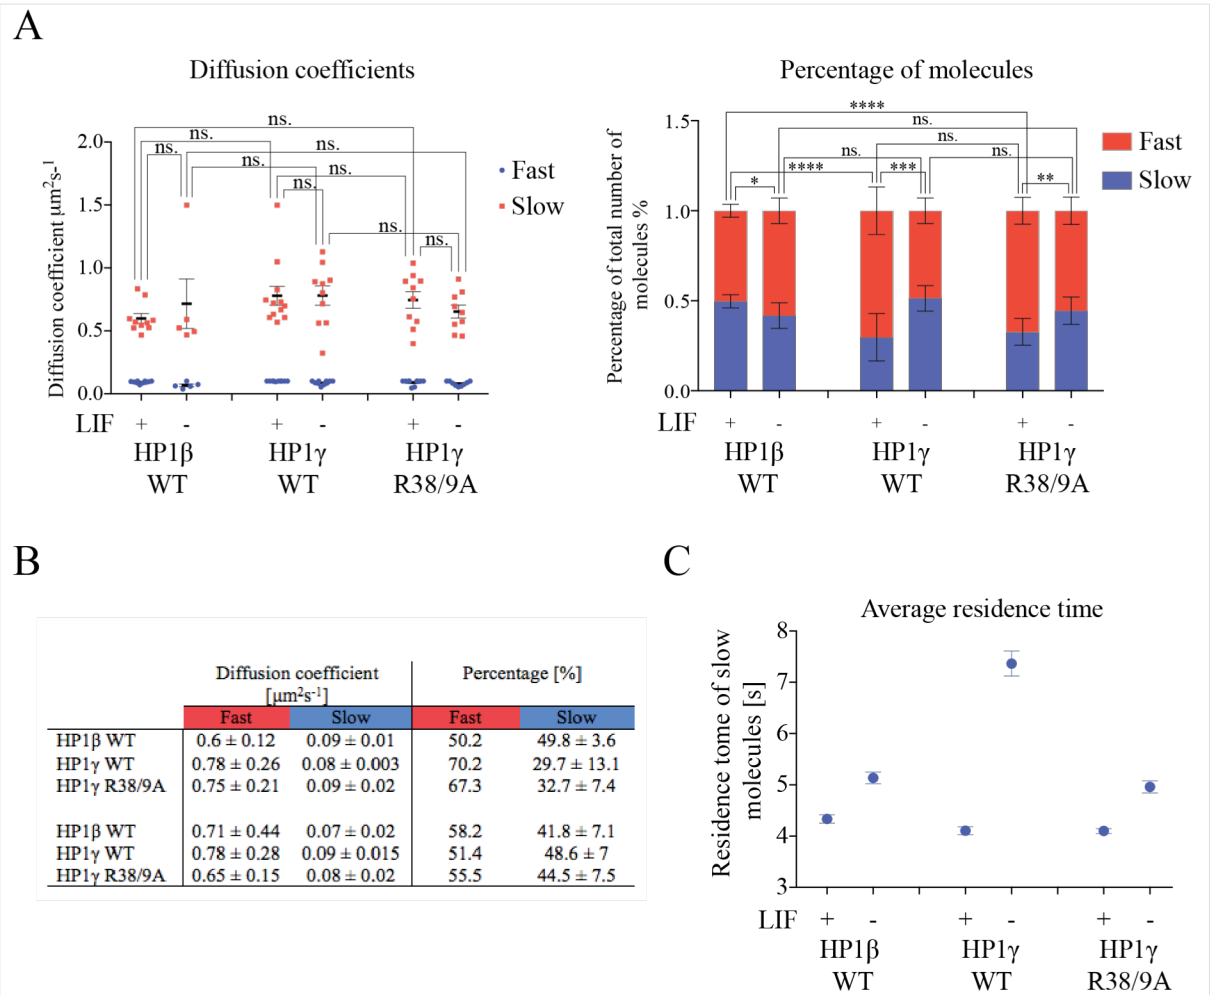 A
Diffusion coefficients
Diffusion coefficient µm²s-¹
2.0
1.5
1.0
0.5
0.0
ns.
ns.
ns.
ns.
ns.
ns.
ns.
ns.
ns.
Fast
Slow
LIF + - + - + -
HP1β HP1γ HP1γ
WT WT R38/9A
Percentage of molecules
Percentage of total number of
molecules %
1.5
1.0
0.5
0.0
****
ns.
ns.
ns. ns.
**** ***
* **
Fast
Slow
LIF + - + - + -
HP1β HP1γ HP1γ
WT WT R38/9A
B
Diffusion coefficient Percentage [%]
[µm²s-¹]
Fast Slow Fast Slow
HP1β WT 0.6 ± 0.12 0.09 ± 0.01 50.2 49.8 ± 3.6
HP1γ WT 0.78 ± 0.26 0.08 ± 0.003 70.2 29.7 ± 13.1
HP1γ R38/9A 0.75 ± 0.21 0.09 ± 0.02 67.3 32.7 ± 7.4
HP1β WT 0.71 ± 0.44 0.07 ± 0.02 58.2 41.8 ± 7.1
HP1γ WT 0.78 ± 0.28 0.09 ± 0.015 51.4 48.6 ± 7
HP1γ R38/9A 0.65 ± 0.15 0.08 ± 0.02 55.5 44.5 ± 7.5
C
Average residence time
Residence tome of slow
molecules [s]
8
7
6
5
4
3
LIF + - + - + -
HP1β HP1γ HP1γ
WT WT R38/9A